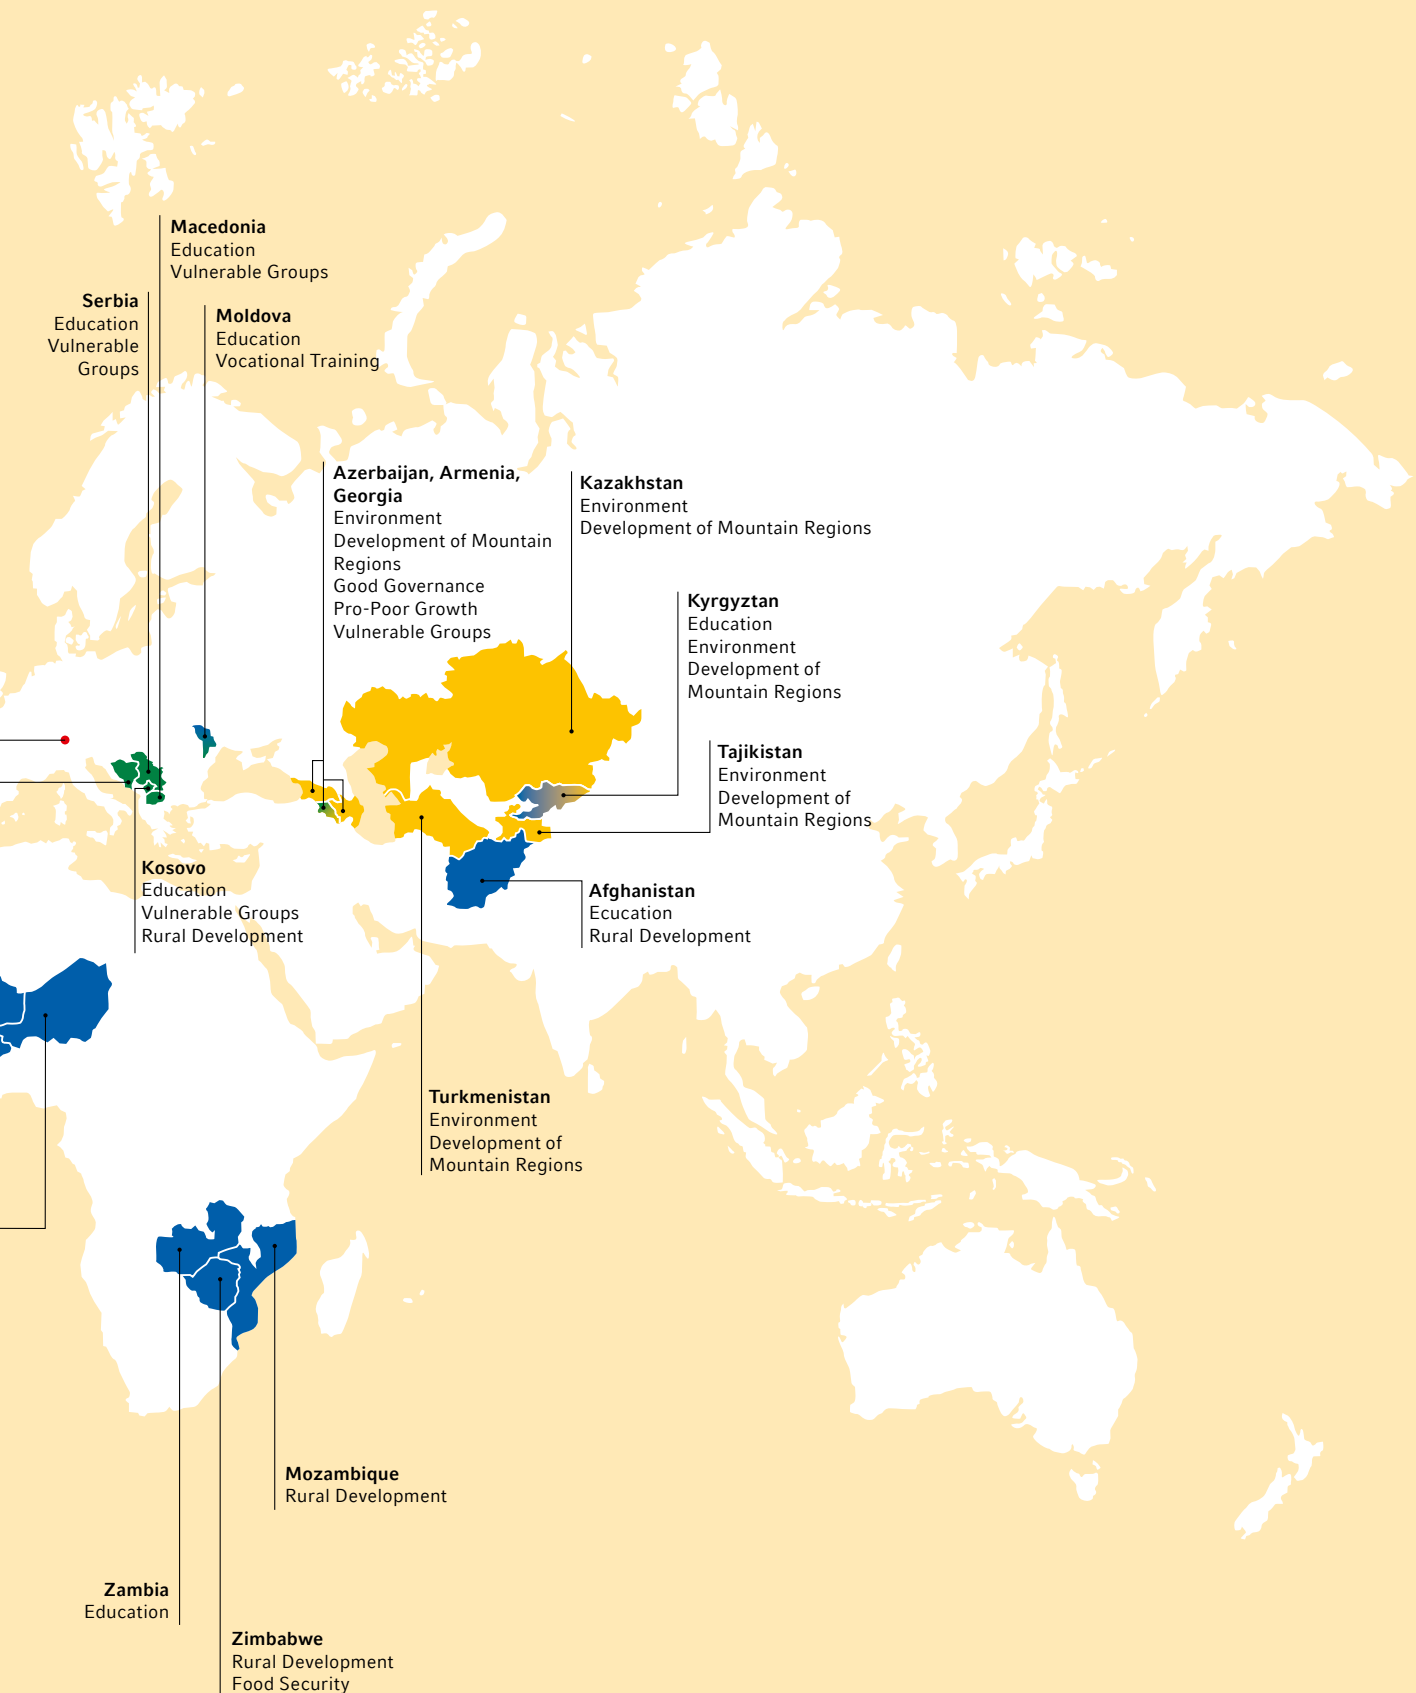 Macedonia
Education
Vulnerable Groups
Serbia
Education
Vulnerable
Groups
Moldova
Education
Vocational Training
Azerbaijan, Armenia,
Georgia
Environment
Development of Mountain
Regions
Good Governance
Pro-Poor Growth
Vulnerable Groups
Kazakhstan
Environment
Development of Mountain Regions
Kyrgyztan
Education
Environment
Development of
Mountain Regions
Tajikistan
Environment
Development of
Mountain Regions
Kosovo
Education
Vulnerable Groups
Rural Development
Afghanistan
Ecucation
Rural Development
Turkmenistan
Environment
Development of
Mountain Regions
Mozambique
Rural Development
Zambia
Education
Zimbabwe
Rural Development
Food Security